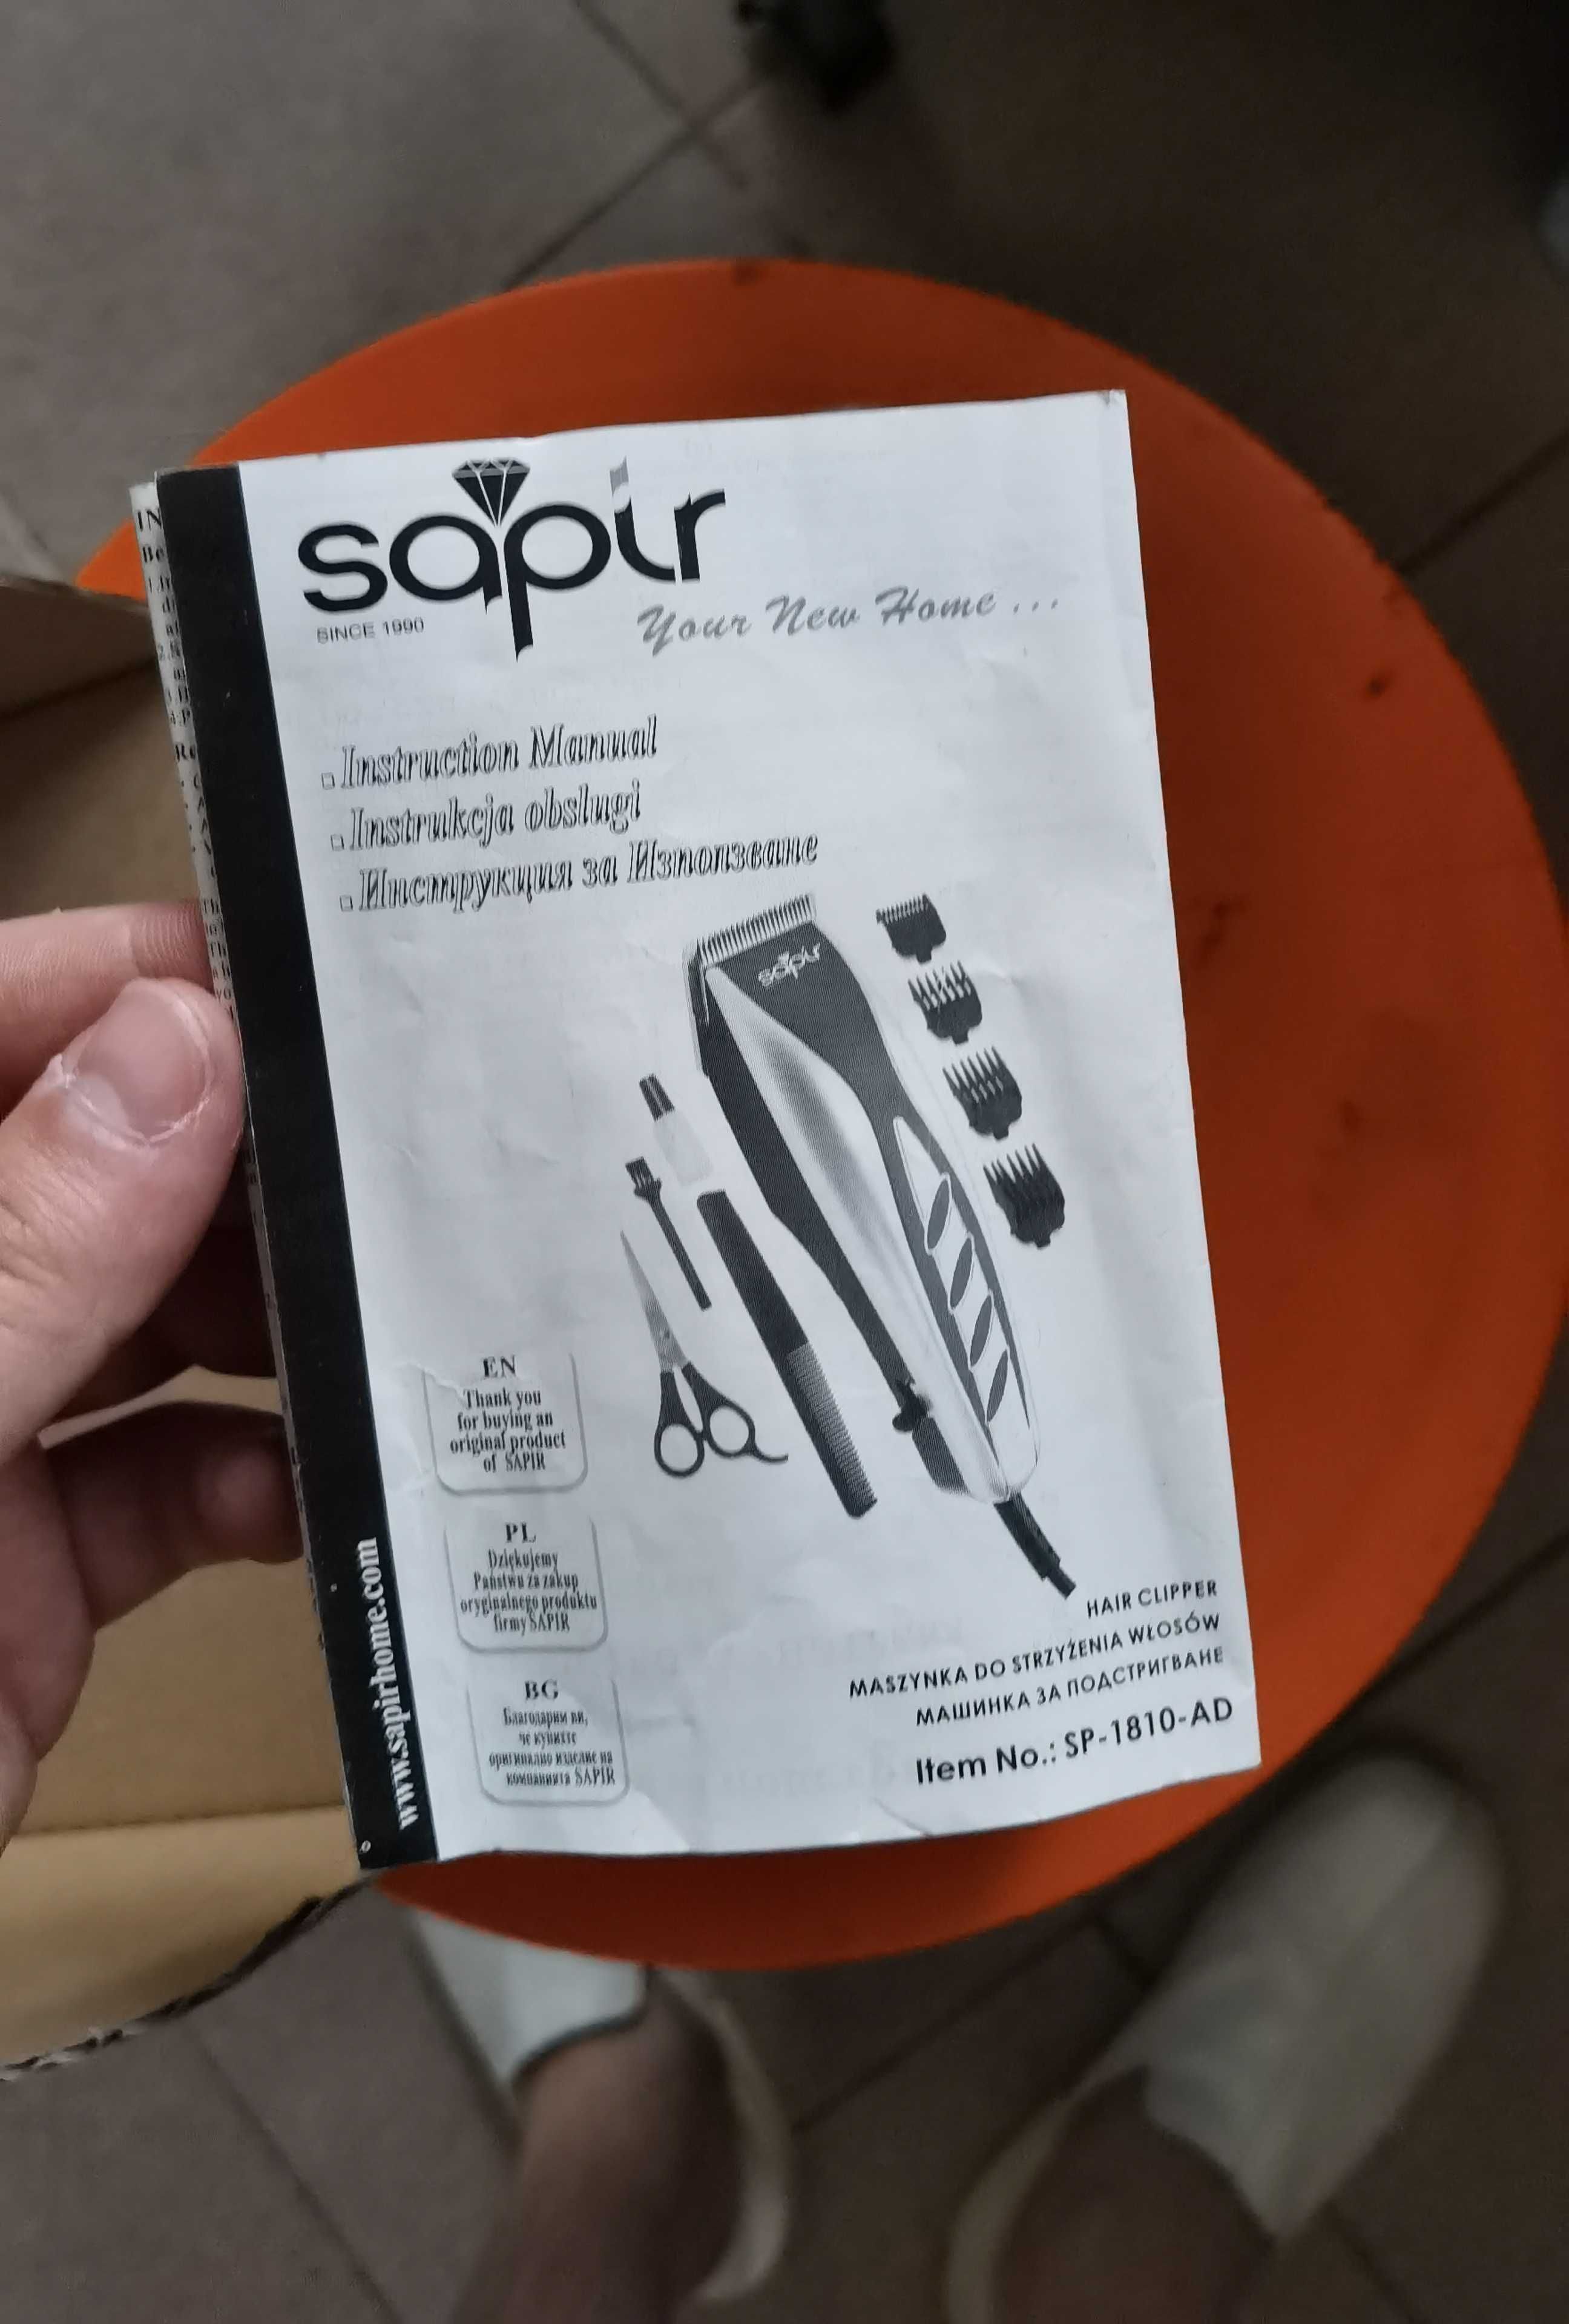 sapir
SINCE 1990
Your New Home ...
Instruction Manual
Instrukcja obslugi
Инструкция за Използване
sapir
EN
Thank you
for buying an
original product
of SAPIR
PL
Dziękujemy
Państwu za zakup
oryginalnego produktu
firmy SAPIR
BG
Благодарим ви,
че купихте
оригинално изделие на
компанията SAPIR
www.sapirhome.com
HAIR CLIPPER
MASZYNKA DO STRZYŻENIA WŁOSÓW
МАШИНКА ЗА ПОДСТРИГВАНЕ
Item No.: SP-1810-AD